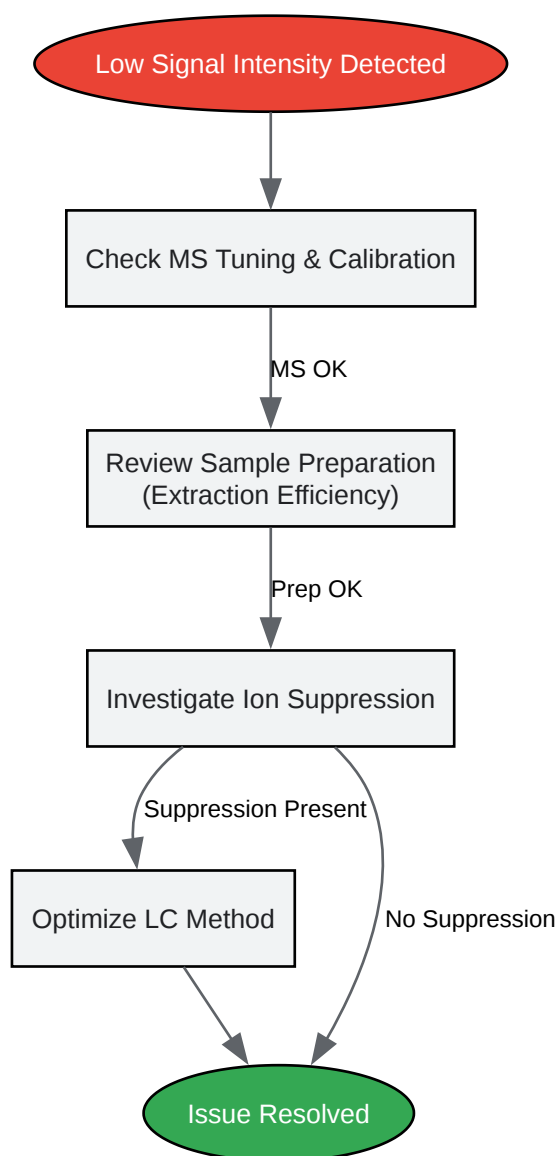 Low Signal Intensity Detected
Check MS Tuning & Calibration
MS OK
Review Sample Preparation
(Extraction Efficiency)
Prep OK
Investigate Ion Suppression
Suppression Present
Optimize LC Method
No Suppression
Issue Resolved